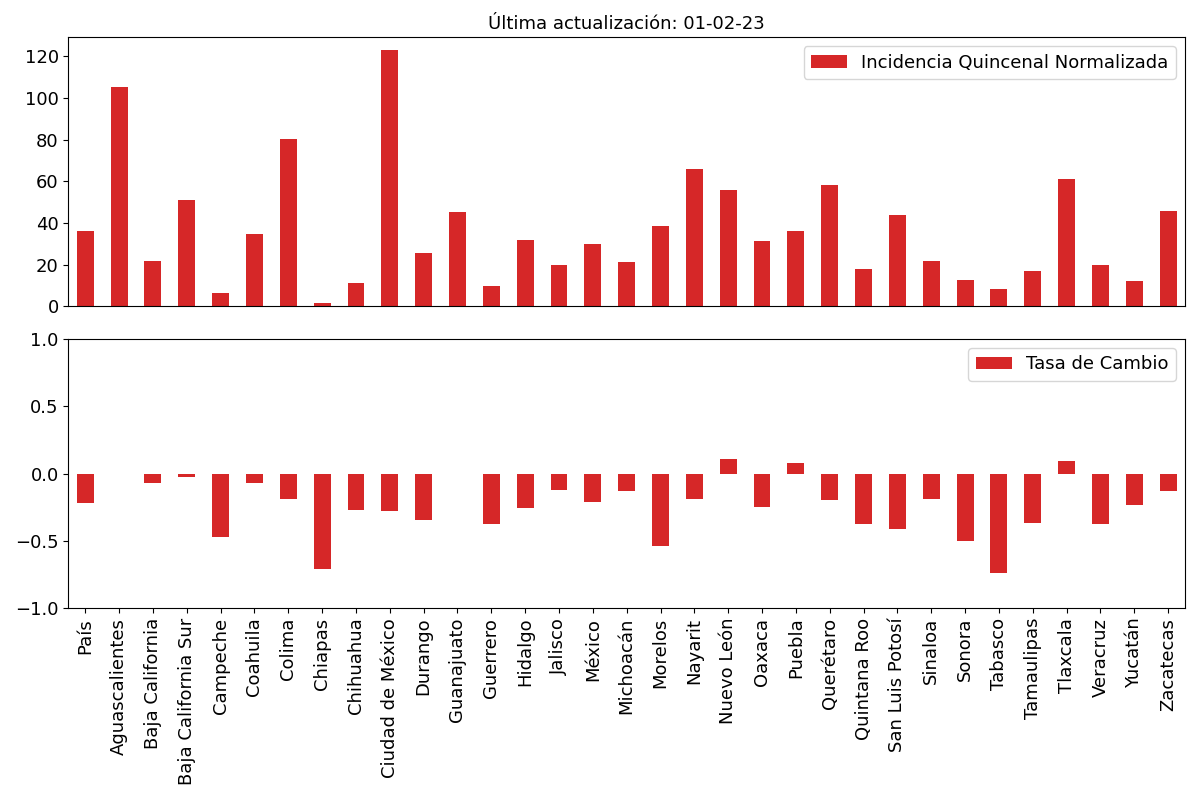 Última actualización: 01-02-23
Incidencia Quincenal Normalizada
120
100
80
60
40
20
0
Tasa de Cambio
1.0
0.5
0.0
−0.5
−1.0
País
Aguascalientes
Baja California
Baja California Sur
Campeche
Coahuila
Colima
Chiapas
Chihuahua
Ciudad de México
Durango
Guanajuato
Guerrero
Hidalgo
Jalisco
México
Michoacán
Morelos
Nayarit
Nuevo León
Oaxaca
Puebla
Querétaro
Quintana Roo
San Luis Potosí
Sinaloa
Sonora
Tabasco
Tamaulipas
Tlaxcala
Veracruz
Yucatán
Zacatecas